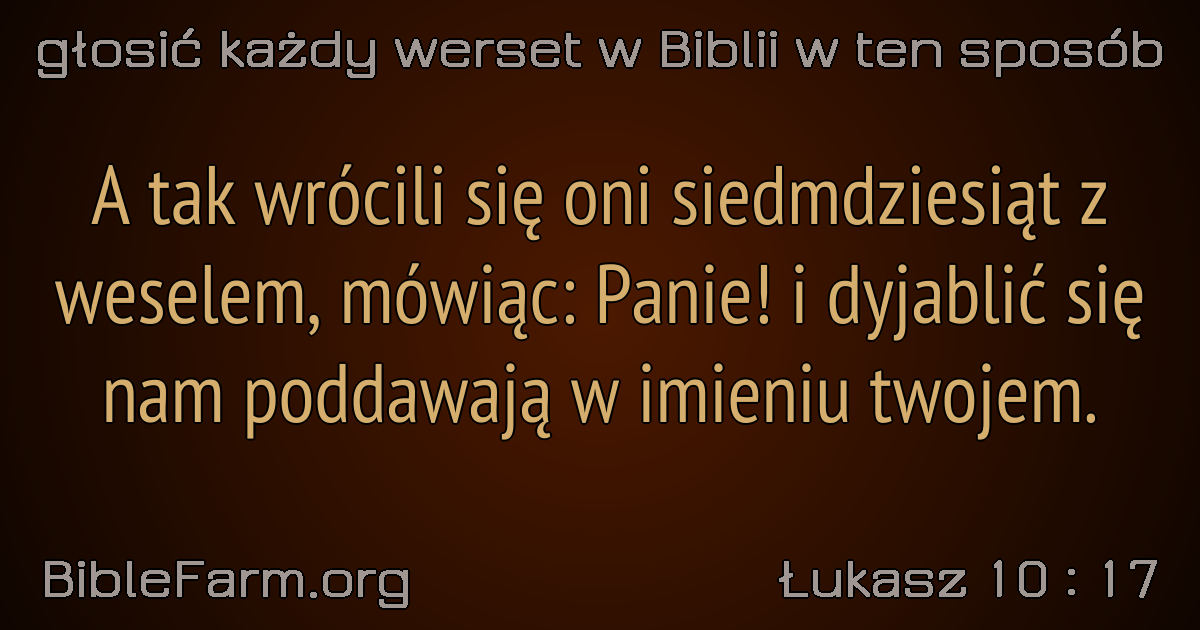 głosić każdy werset w Biblii w ten sposób
A tak wrócili się oni siedmdziesiąt z
weselem, mówiąc: Panie! i dyjablić się
nam poddawają w imieniu twojem.
BibleFarm.org
Łukasz 10 : 17